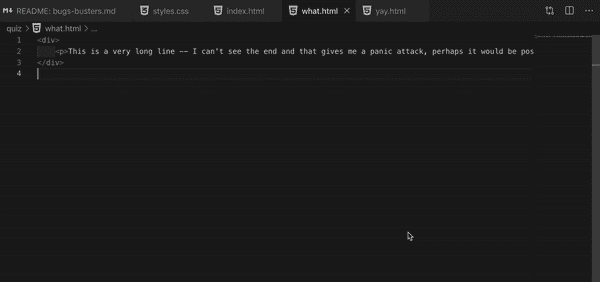 README: bugs-busters.md styles.css index.html what.html yay.html
quiz > what.html > ...
1 <div>
2 <p>This is a very long line -- I can't see the end and that gives me a panic attack, perhaps it would be pos
3 </div>
4